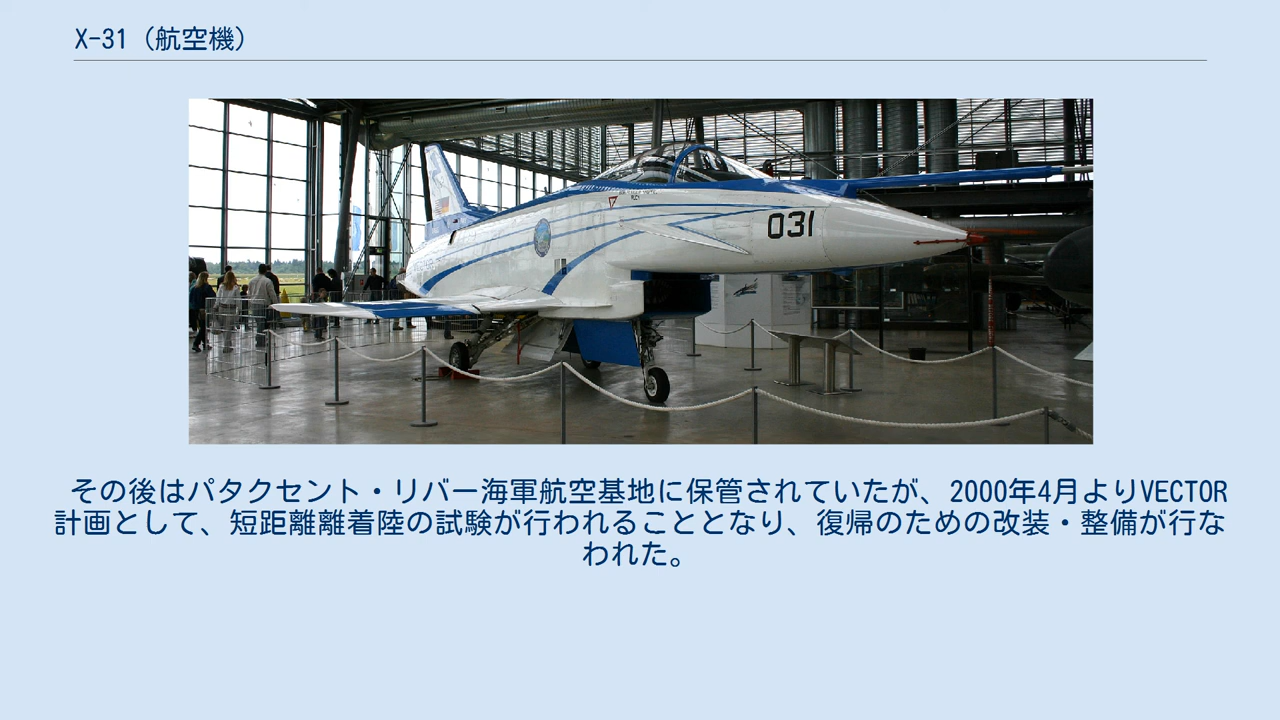 X-31（航空機）
031
その後はパタクセント・リバー海軍航空基地に保管されていたが、2000年4月よりVECTOR
計画として、短距離離着陸の試験が行われることとなり、復帰のための改装・整備が行な
われた。